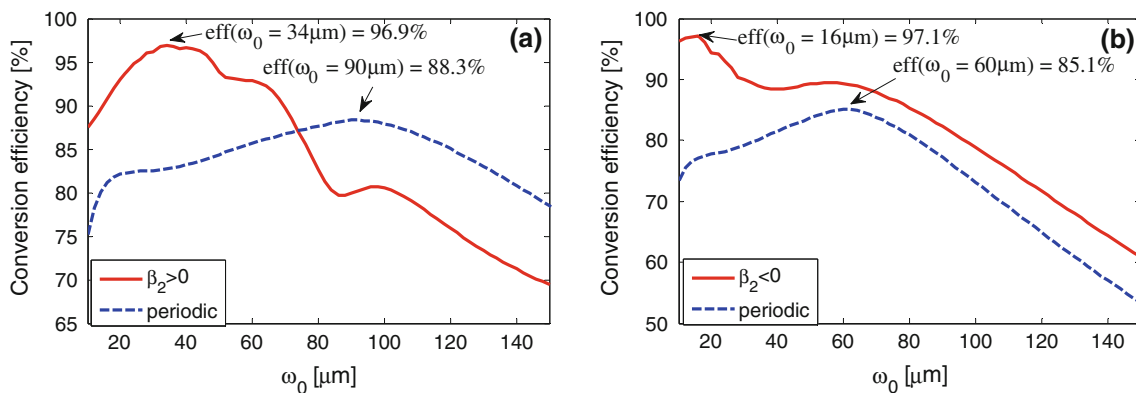 100
95
90
85
80
75
70
65
20
40
60
80
100
120
140
Conversion efficiency [%]
ω₀ [μm]
eff(ω₀ = 34μm) = 96.9%
eff(ω₀ = 90μm) = 88.3%
(a)
β₂>0
periodic
100
90
80
70
60
50
20
40
60
80
100
120
140
Conversion efficiency [%]
ω₀ [μm]
eff(ω₀ = 16μm) = 97.1%
eff(ω₀ = 60μm) = 85.1%
(b)
β₂<0
periodic